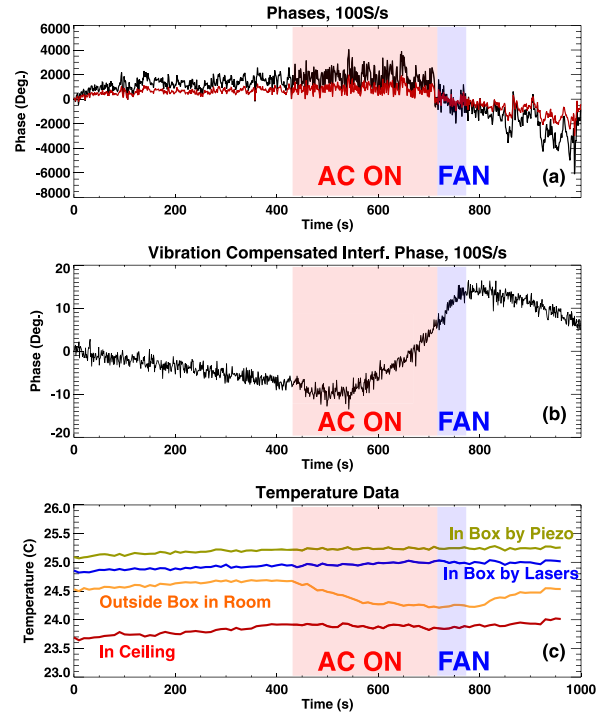 Phases, 100S/s
6000
4000
2000
0
-2000
-4000
-6000
8000
Phase (Deg.)
AC ON
FAN
(a)
0
200
400
600
800
1000
Time (s)
Vibration Compensated Interf. Phase, 100S/s
20
10
0
-10
-20
Phase (Deg.)
AC ON
FAN
(b)
0
200
400
600
800
1000
Time (s)
Temperature Data
26.0
25.5
25.0
24.5
24.0
23.5
23.0
Temperature (C)
In Box by Piezo
In Box by Lasers
Outside Box in Room
In Ceiling
AC ON
FAN
(c)
0
200
400
600
800
1000
Time (s)